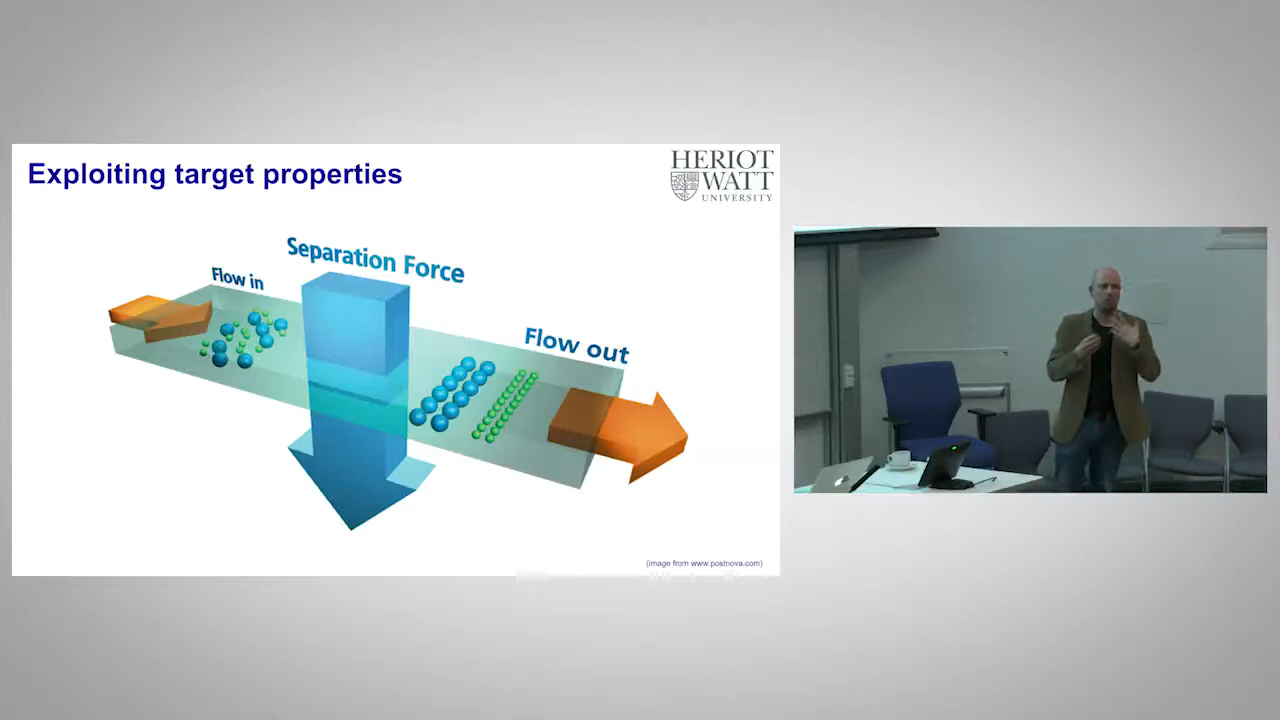 Exploiting target properties
HERIOT
WATT
UNIVERSITY
Separation Force
Flow in
Flow out
(image from www.postnova.com)